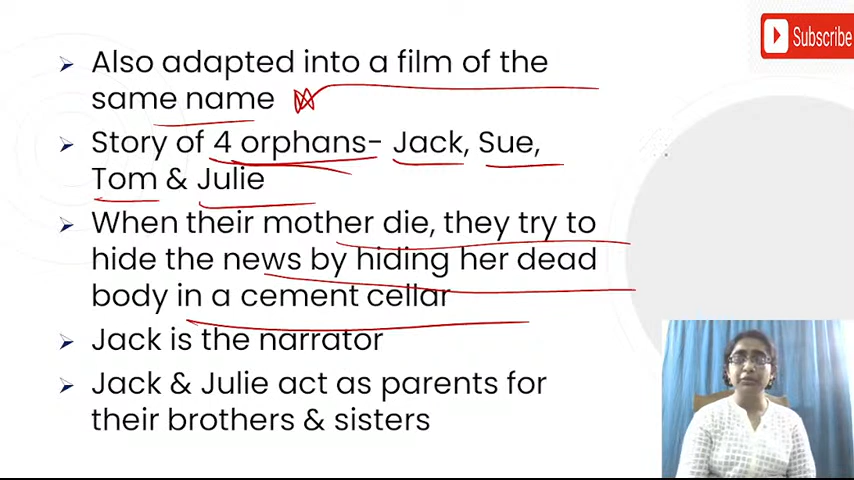 Subscribe
Also adapted into a film of the
same name
Story of 4 orphans- Jack, Sue,
Tom & Julie
When their mother die, they try to
hide the news by hiding her dead
body in a cement cellar
Jack is the narrator
Jack & Julie act as parents for
their brothers & sisters